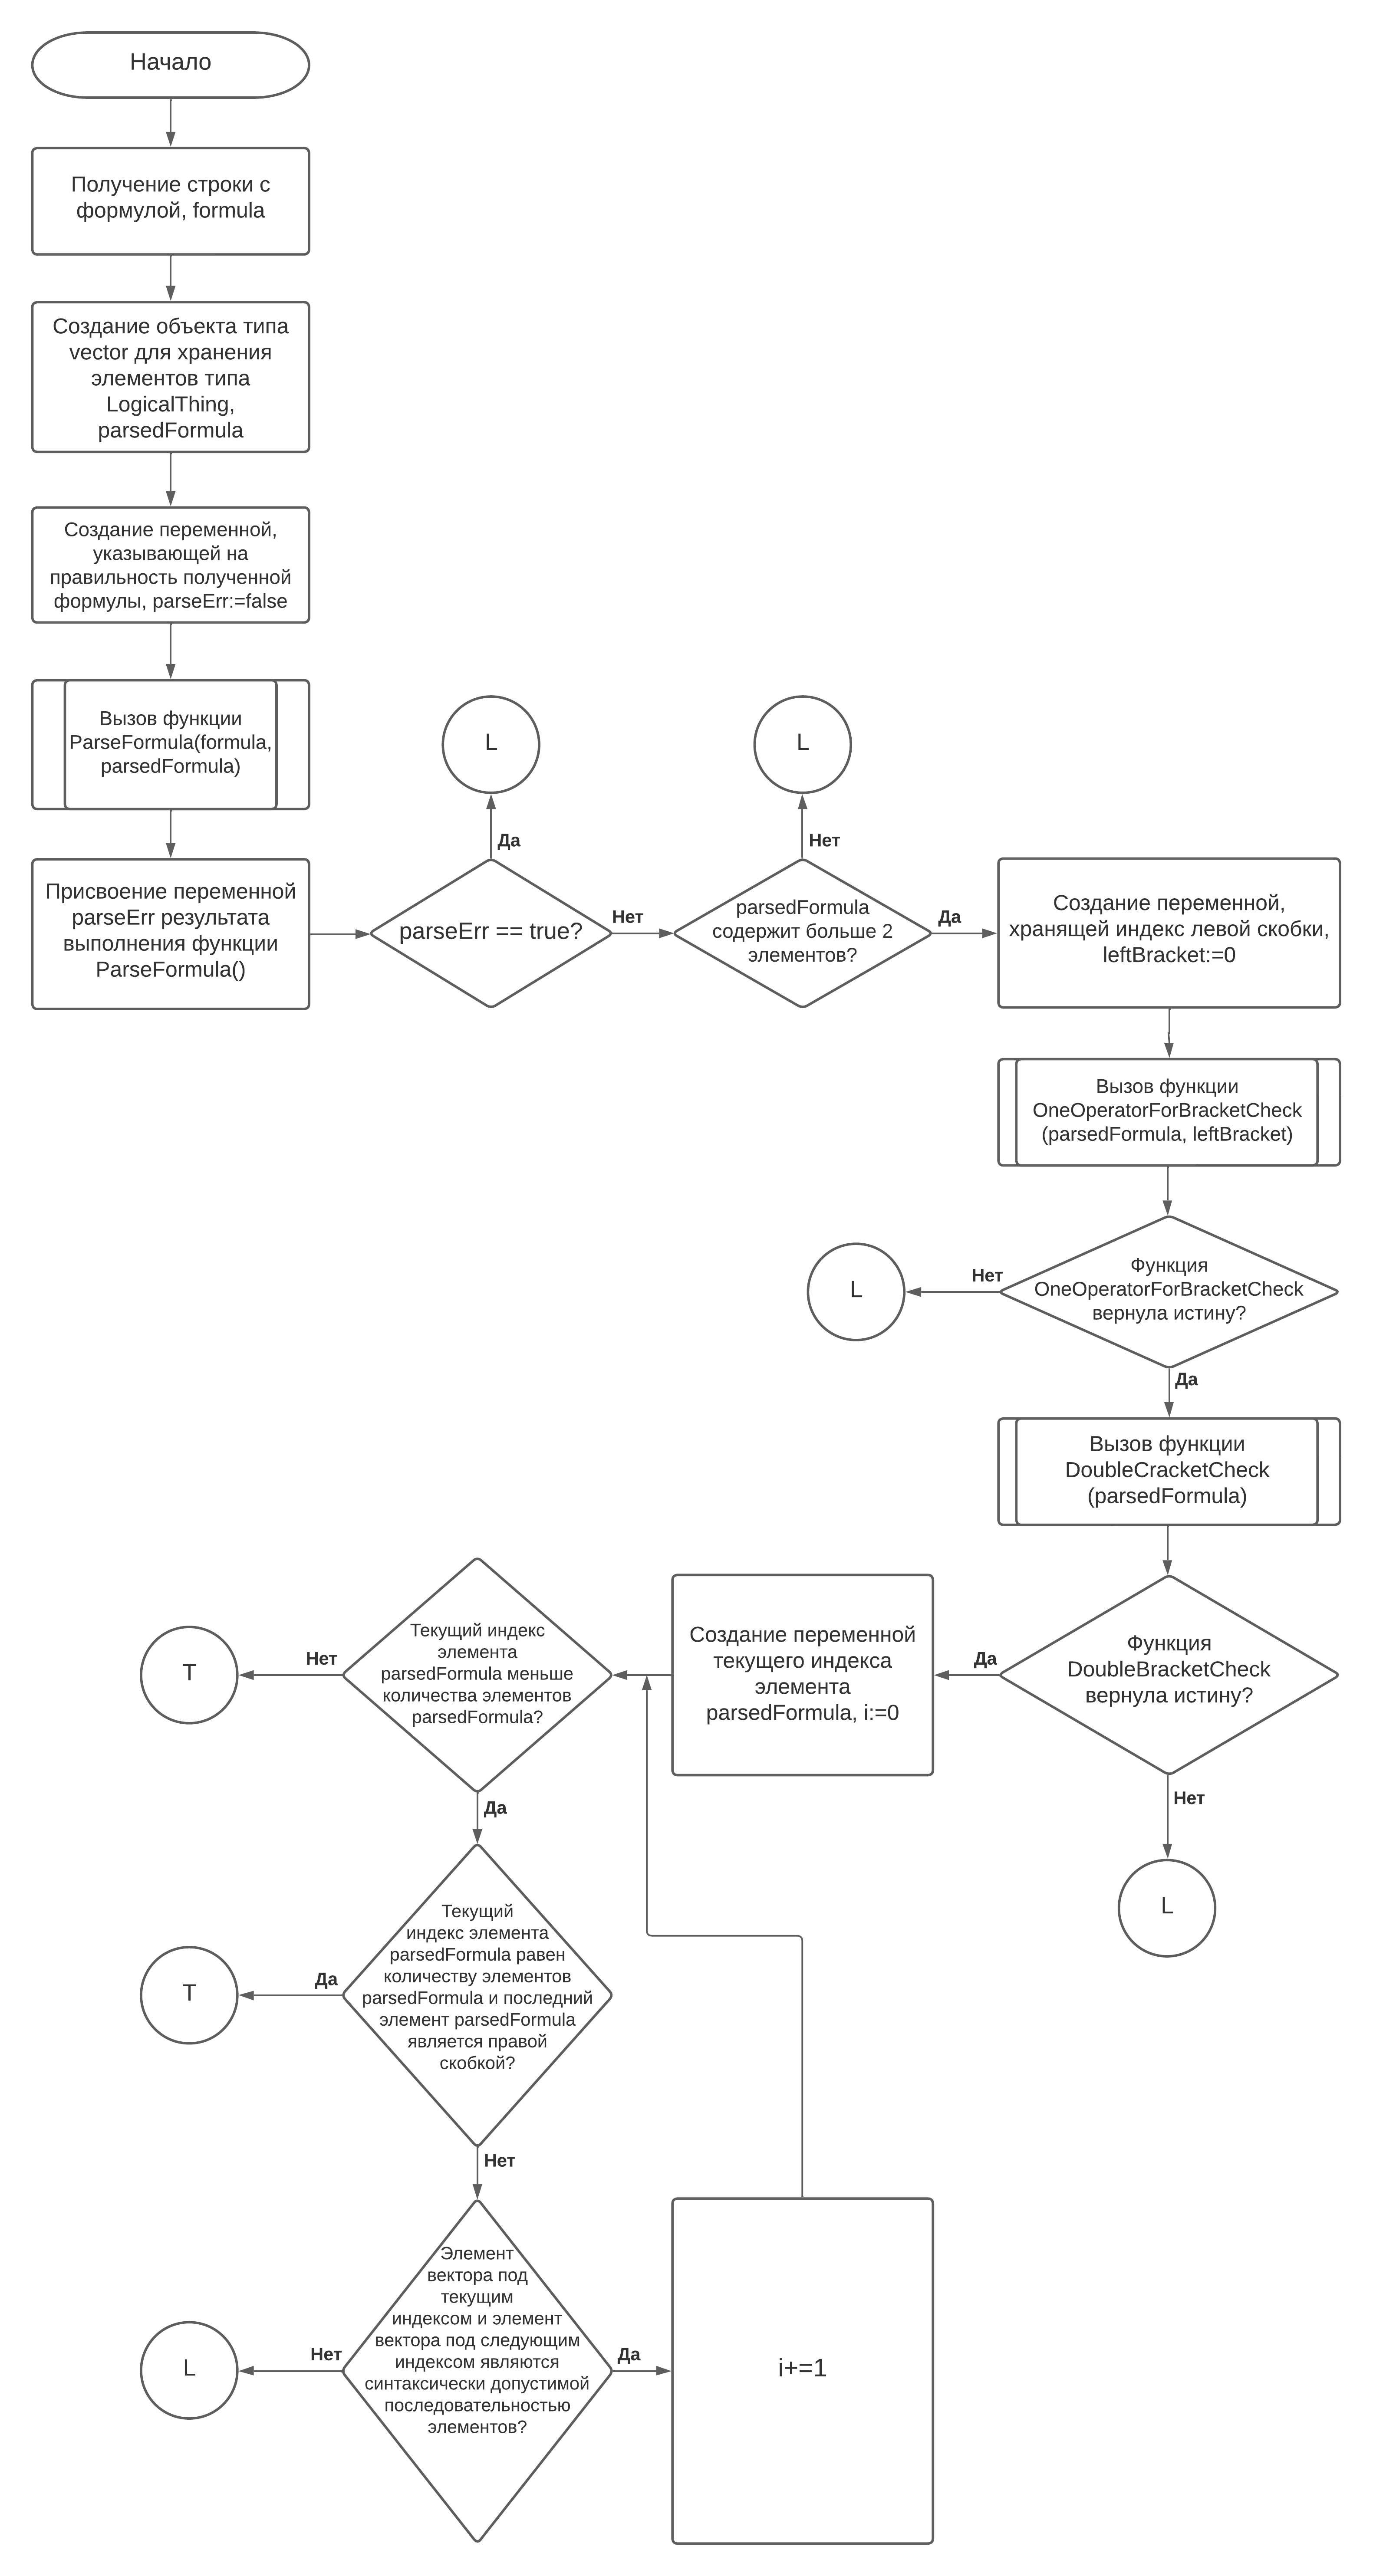 Начало
Получение строки с
формулой, formula
Создание объекта типа
vector для хранения
элементов типа
LogicalThing,
parsedFormula
Создание переменной,
указывающей на
правильность полученной
формулы, parseErr:=false
Вызов функции
ParseFormula(formula,
parsedFormula)
Присвоение переменной
parseErr результата
выполнения функции
ParseFormula()
L
Да
parseErr == true?
Нет
L
Нет
parsedFormula
содержит больше 2
элементов?
Да
Создание переменной,
хранящей индекс левой скобки,
leftBracket:=0
Вызов функции
OneOperatorForBracketCheck
(parsedFormula, leftBracket)
Функция
OneOperatorForBracketCheck
вернула истину?
Нет
L
Да
Вызов функции
DoubleCracketCheck
(parsedFormula)
Функция
DoubleBracketCheck
вернула истину?
Нет
L
Да
Создание переменной
текущего индекса
элемента
parsedFormula, i:=0
Текущий индекс
элемента
parsedFormula меньше
количества элементов
parsedFormula?
Нет
T
Да
Текущий
индекс элемента
parsedFormula равен
количеству элементов
parsedFormula и последний
элемент parsedFormula
является правой
скобкой?
Да
T
Нет
Элемент
вектора под
текущим
индексом и элемент
вектора под следующим
индексом являются
синтаксически допустимой
последовательностью
элементов?
Нет
L
Да
i+=1